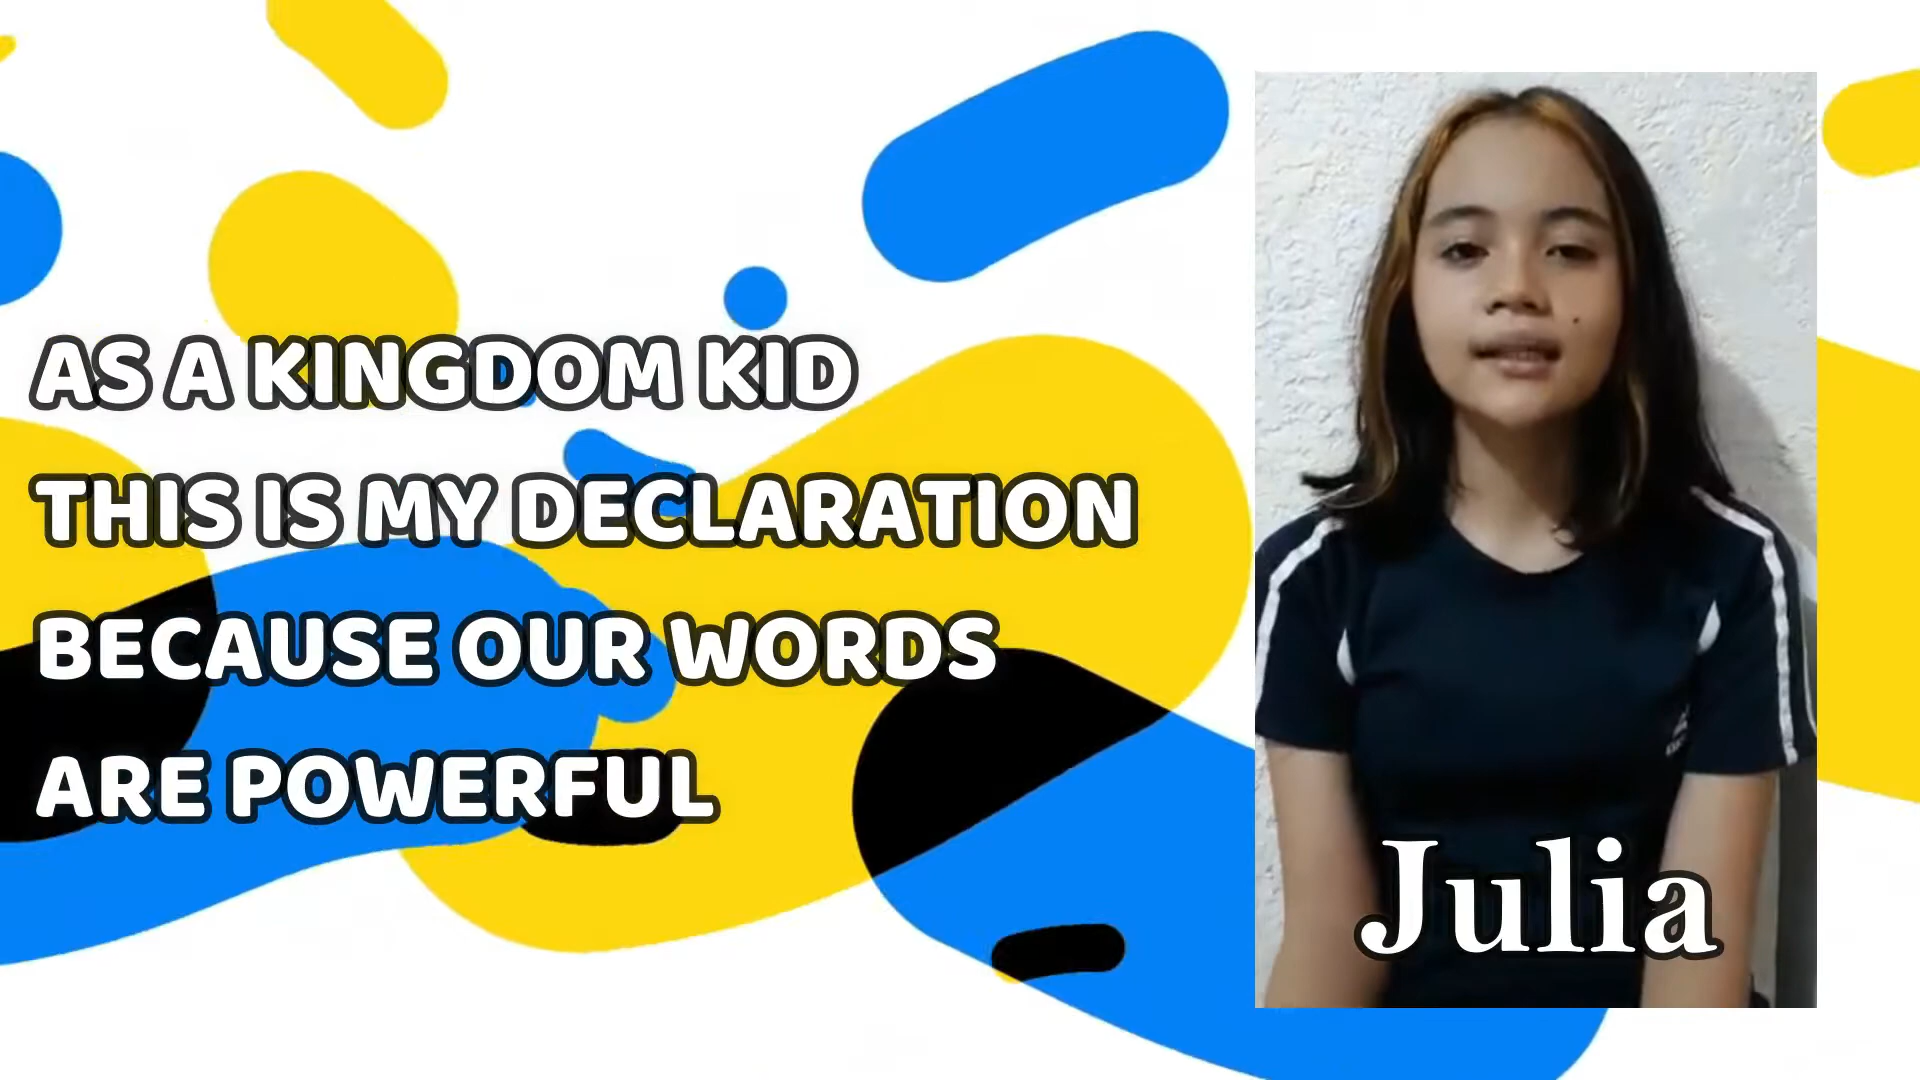 AS A KINGDOM KID
THIS IS MY DECLARATION
BECAUSE OUR WORDS
ARE POWERFUL
Julia